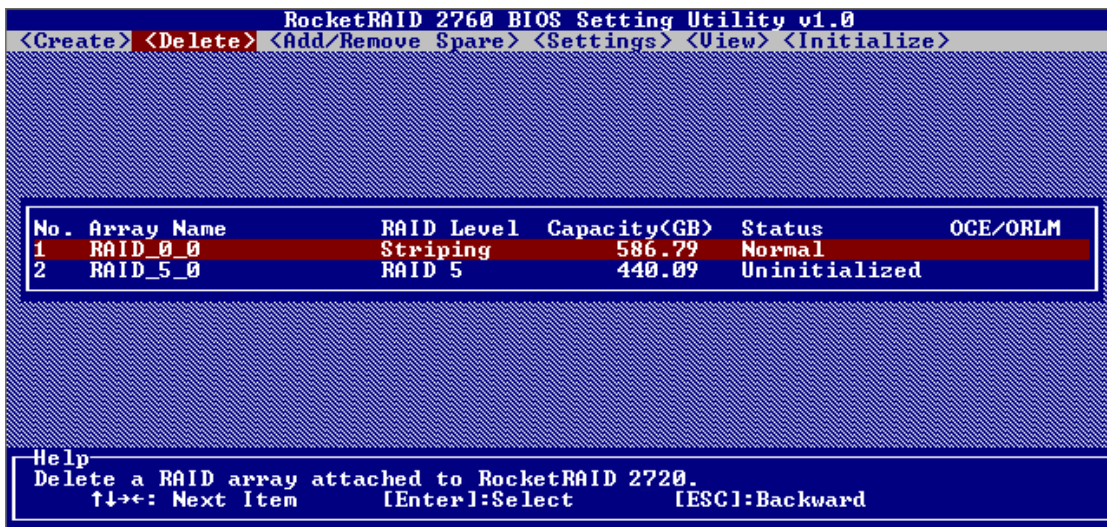 RocketRAID 2760 BIOS Setting Utility v1.0
<Create> <Delete> <Add/Remove Spare> <Settings> <View> <Initialize>
No. Array Name RAID Level Capacity(GB) Status OCE/ORLM
1 RAID_0_0 Striping 586.79 Normal
2 RAID_5_0 RAID 5 440.09 Uninitialized
Help
Delete a RAID array attached to RocketRAID 2720.
↑↓→←: Next Item [Enter]:Select [ESC]:Backward